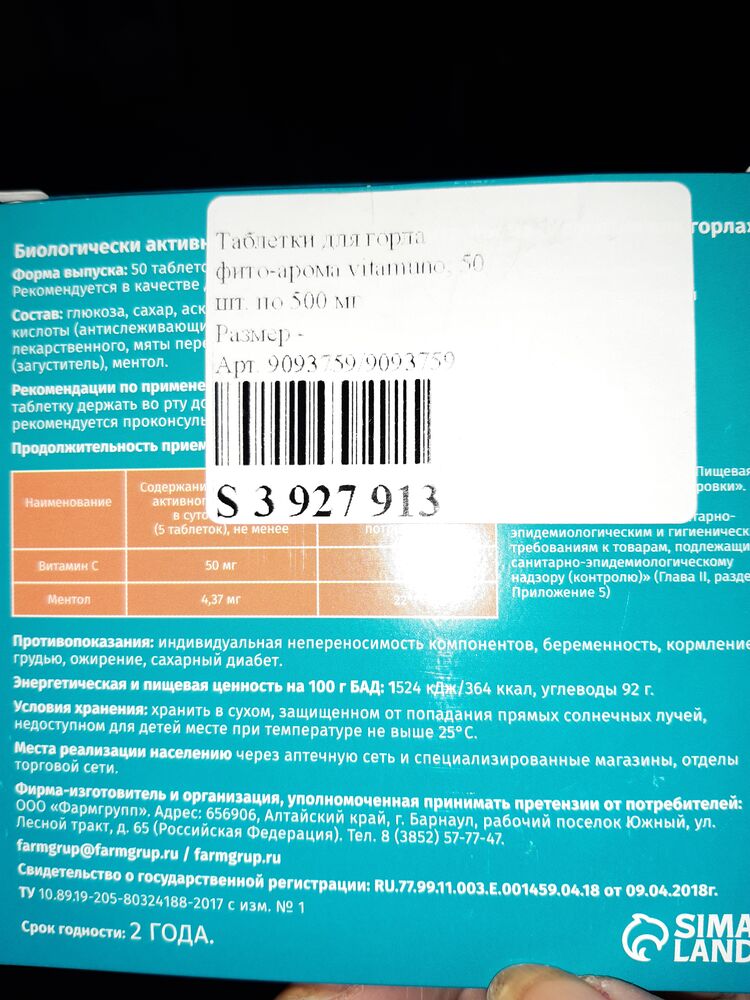 Биологически активн
горла»
Форма выпуска: 50 таблето
Рекомендуется в качестве
Состав: глюкоза, сахар, аск
кислоты (антислеживающи
лекарственного, мяты пере
(загуститель), ментол.
Рекомендации по примене
таблетку держать во рту до
рекомендуется проконсуль
Продолжительность прием
Таблетки для горла
фито-арома vitamuno, 50
шт. по 500 мг
Размер -
Арт. 9093759/9093759
S 3 927 913
Наименование
Содержани
активног
в суто
(5 таблеток), не менее
Витамин С
50 мг
Ментол
4,37 мг
Пищевая
ровки».
тарно-
эпидемиологическим и гигиеническ
требованиям к товарам, подлежащи
санитарно-эпидемиологическому
надзору (контролю)» (Глава II, разде
Приложение 5)
Противопоказания: индивидуальная непереносимость компонентов, беременность, кормление
грудью, ожирение, сахарный диабет.
Энергетическая и пищевая ценность на 100 г БАД: 1524 кДж/364 ккал, углеводы 92 г.
Условия хранения: хранить в сухом, защищенном от попадания прямых солнечных лучей,
недоступном для детей месте при температуре не выше 25°С.
Места реализации населению через аптечную сеть и специализированные магазины, отделы
торговой сети.
Фирма-изготовитель и организация, уполномоченная принимать претензии от потребителей:
ООО «Фармгрупп». Адрес: 656906, Алтайский край, г. Барнаул, рабочий поселок Южный, ул.
Лесной тракт, д. 65 (Российская Федерация). Тел. 8 (3852) 57-77-47.
farmgrup@farmgrup.ru / farmgrup.ru
Свидетельство о государственной регистрации: RU.77.99.11.003.E.001459.04.18 от 09.04.2018г.
ТУ 10.89.19-205-80324188-2017 с изм. № 1
Срок годности: 2 ГОДА.
SIMA
LAND